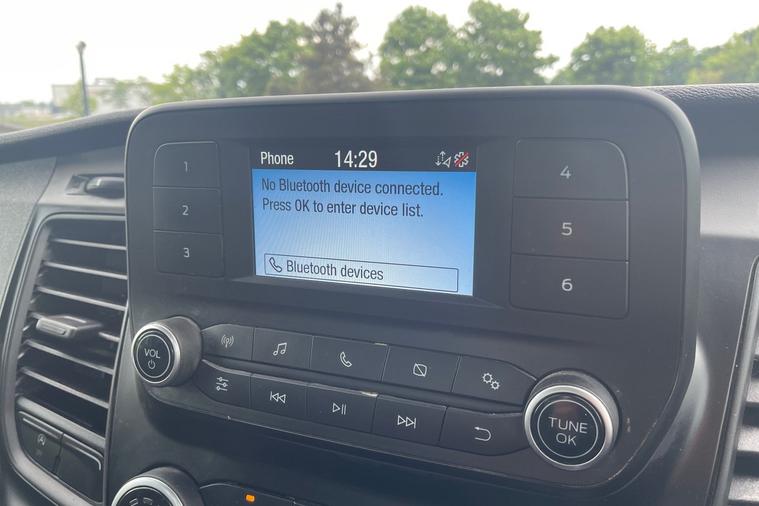 Phone 14:29
No Bluetooth device connected.
Press OK to enter device list.
Bluetooth devices
1
2
3
4
5
6
VOL
TUNE
OK